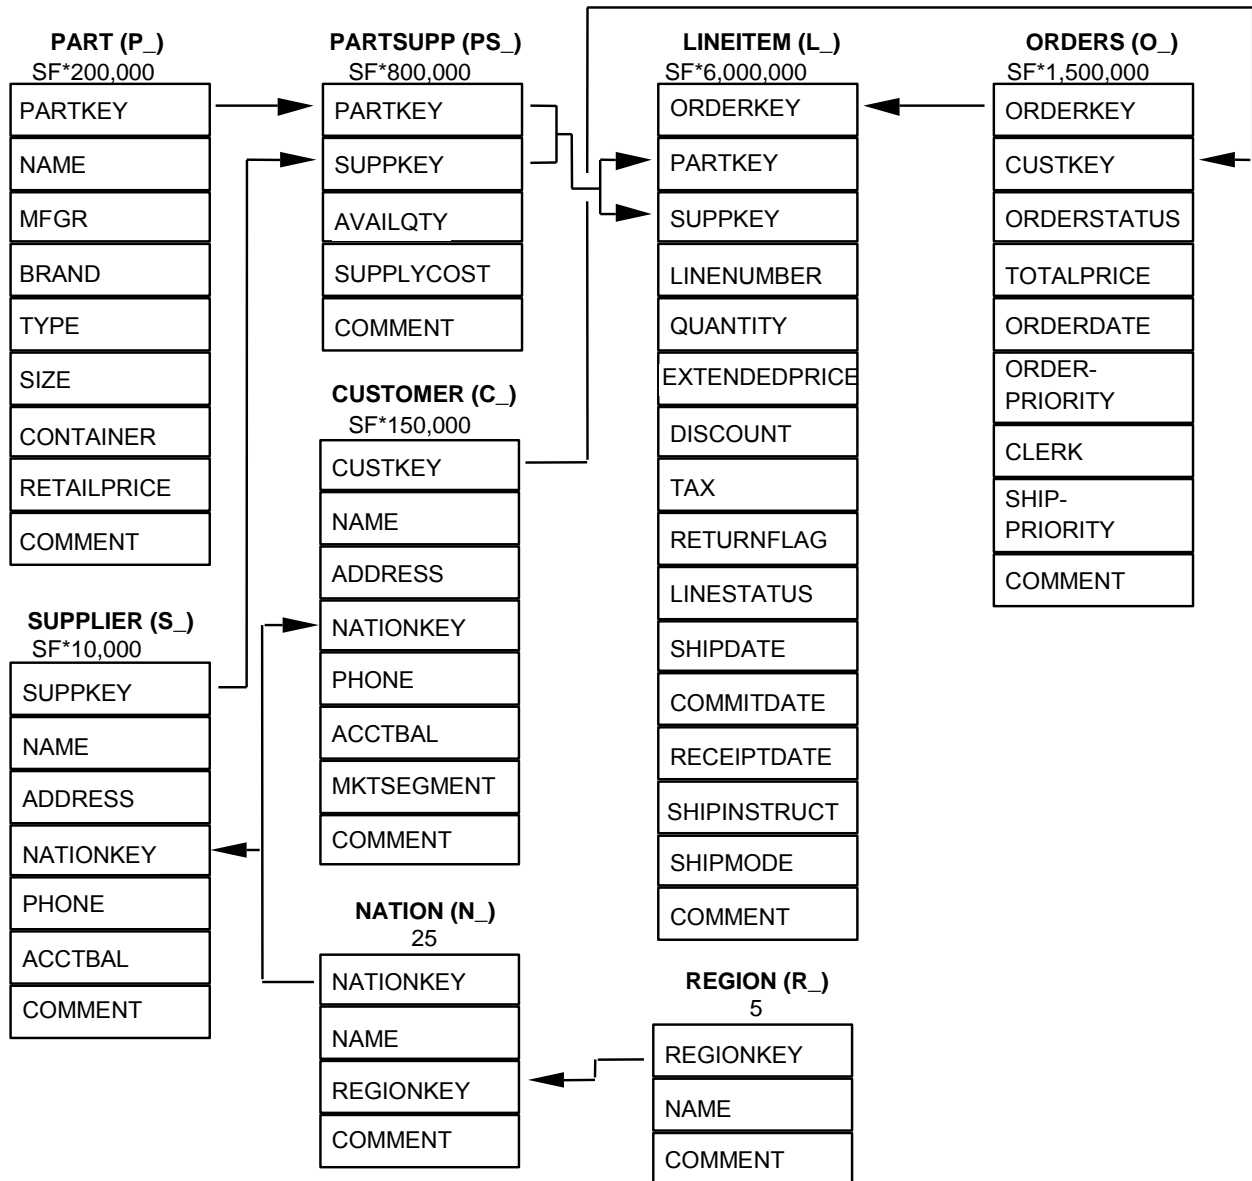 PART (P_)
SF*200,000
PARTKEY
NAME
MFGR
BRAND
TYPE
SIZE
CONTAINER
RETAILPRICE
COMMENT
SUPPLIER (S_)
SF*10,000
SUPPKEY
NAME
ADDRESS
NATIONKEY
PHONE
ACCTBAL
COMMENT
PARTSUPP (PS_)
SF*800,000
PARTKEY
SUPPKEY
AVAILQTY
SUPPLYCOST
COMMENT
CUSTOMER (C_)
SF*150,000
CUSTKEY
NAME
ADDRESS
NATIONKEY
PHONE
ACCTBAL
MKTSEGMENT
COMMENT
NATION (N_)
25
NATIONKEY
NAME
REGIONKEY
COMMENT
LINEITEM (L_)
SF*6,000,000
ORDERKEY
PARTKEY
SUPPKEY
LINENUMBER
QUANTITY
EXTENDEDPRICE
DISCOUNT
TAX
RETURNFLAG
LINESTATUS
SHIPDATE
COMMITDATE
RECEIPTDATE
SHIPINSTRUCT
SHIPMODE
COMMENT
REGION (R_)
5
REGIONKEY
NAME
COMMENT
ORDERS (O_)
SF*1,500,000
ORDERKEY
CUSTKEY
ORDERSTATUS
TOTALPRICE
ORDERDATE
ORDER-
PRIORITY
CLERK
SHIP-
PRIORITY
COMMENT